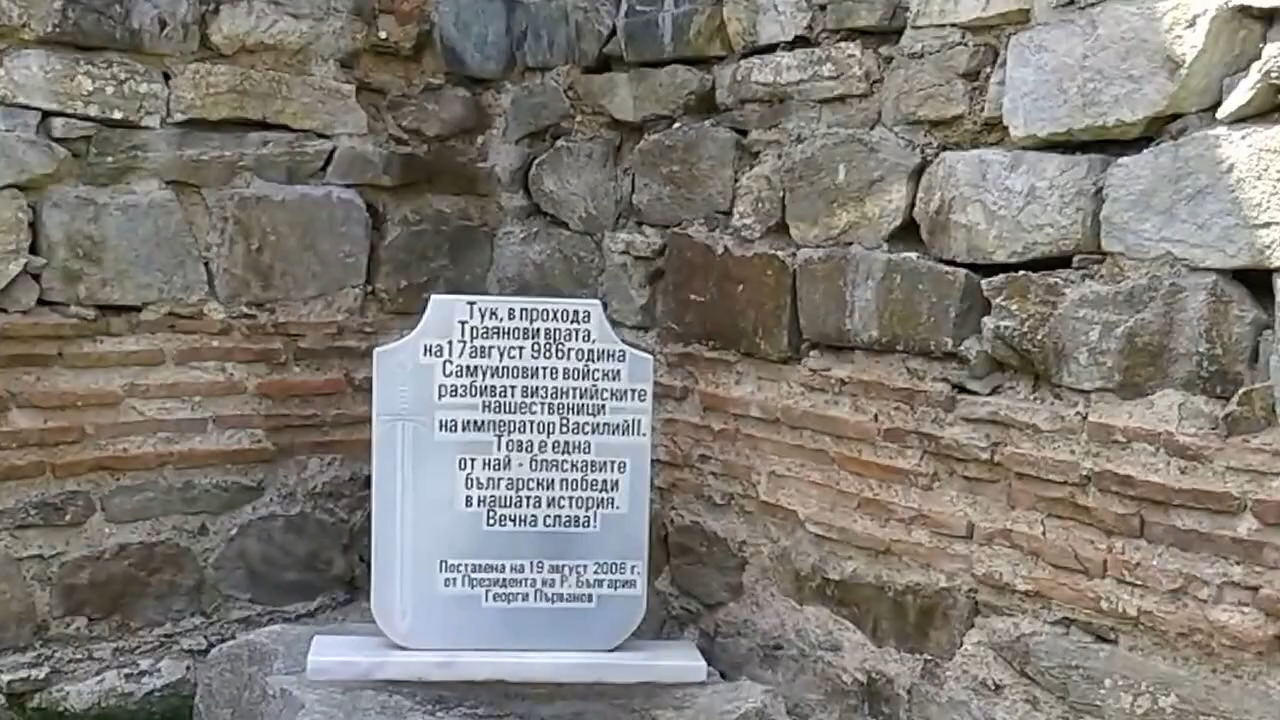 Тук, в прохода
Траянови врата,
на 17 август 986 година
Самуиловите войски
разбиват византийските
нашественици
на император Василий II.
Това е една
от най - бляскавите
български победи
в нашата история.
Вечна слава!
Поставена на 19 август 2006 г.
от Президента на Р. България
Георги Първанов